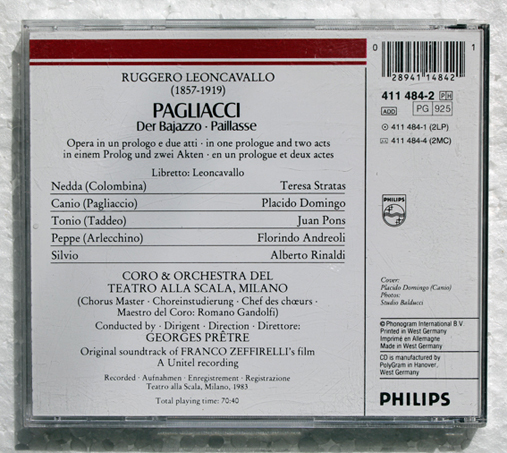 RUGGERO LEONCAVALLO
(1857-1919)
PAGLIACCI
Der Bajazzo · Paillasse
Opera in un prologo e due atti · in one prologue and two acts
in einem Prolog und zwei Akten · en un prologue et deux actes
Libretto: Leoncavallo
Nedda (Colombina) Teresa Stratas
Canio (Pagliaccio) Placido Domingo
Tonio (Taddeo) Juan Pons
Peppe (Arlecchino) Florindo Andreoli
Silvio Alberto Rinaldi
CORO & ORCHESTRA DEL
TEATRO ALLA SCALA, MILANO
(Chorus Master · Choreinstudierung · Chef des chœurs ·
Maestro del Coro: Romano Gandolfi)
Conducted by · Dirigent · Direction · Direttore:
GEORGES PRÊTRE
Original soundtrack of FRANCO ZEFFIRELLI's film
A Unitel recording
Recorded · Aufnahmen · Enregistrement · Registrazione
Teatro alla Scala, Milano, 1983
Total playing time: 70:40
0 1
28941 14842
411 484-2 PH
ADD PG 925
411 484-1 (2LP)
411 484-4 (2MC)
PHILIPS
Cover:
Placido Domingo (Canio)
Photos:
Studio Balducci
© Phonogram International B.V.
Printed in West Germany
Imprimé en Allemagne
Made in West Germany
CD is manufactured by
PolyGram in Hanover,
West Germany
PHILIPS